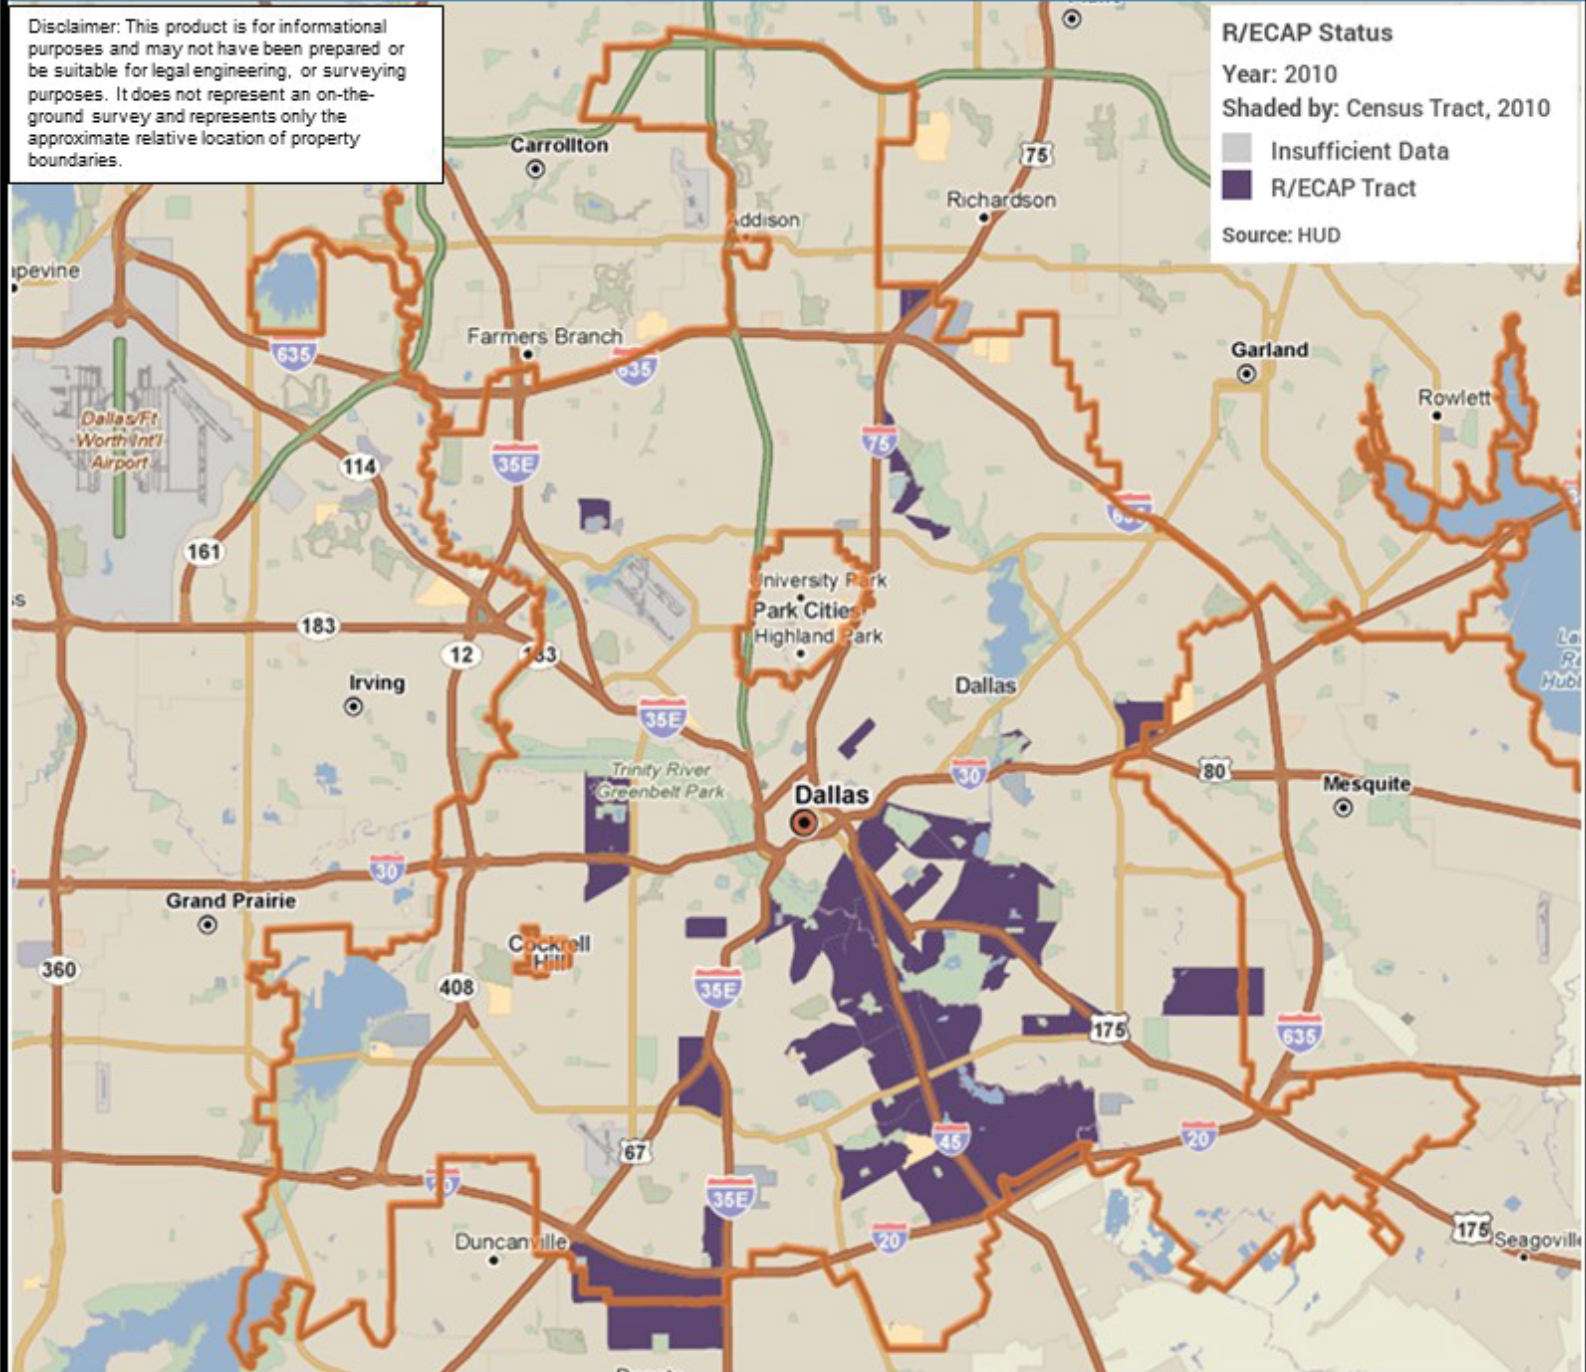 Disclaimer: This product is for informational
purposes and may not have been prepared or
be suitable for legal engineering, or surveying
purposes. It does not represent an on-the-
ground survey and represents only the
approximate relative location of property
boundaries.
R/ECAP Status
Year: 2010
Shaded by: Census Tract, 2010
Insufficient Data
R/ECAP Tract
Source: HUD
Carrollton
75
Richardson
Addison
apevine
Farmers Branch
635
635
Garland
Rowlett
Dallas/Ft
Worth Int'l
Airport
114
35E
75
635
161
University Park
Park Cities
Highland Park
183
12
183
Irving
Dallas
35E
Trinity River
Greenbelt Park
30
80
Mesquite
Dallas
30
Grand Prairie
Cockrell
Hill
360
408
35E
175
635
67
45
20
20
35E
Duncanville
20
175
Seagoville